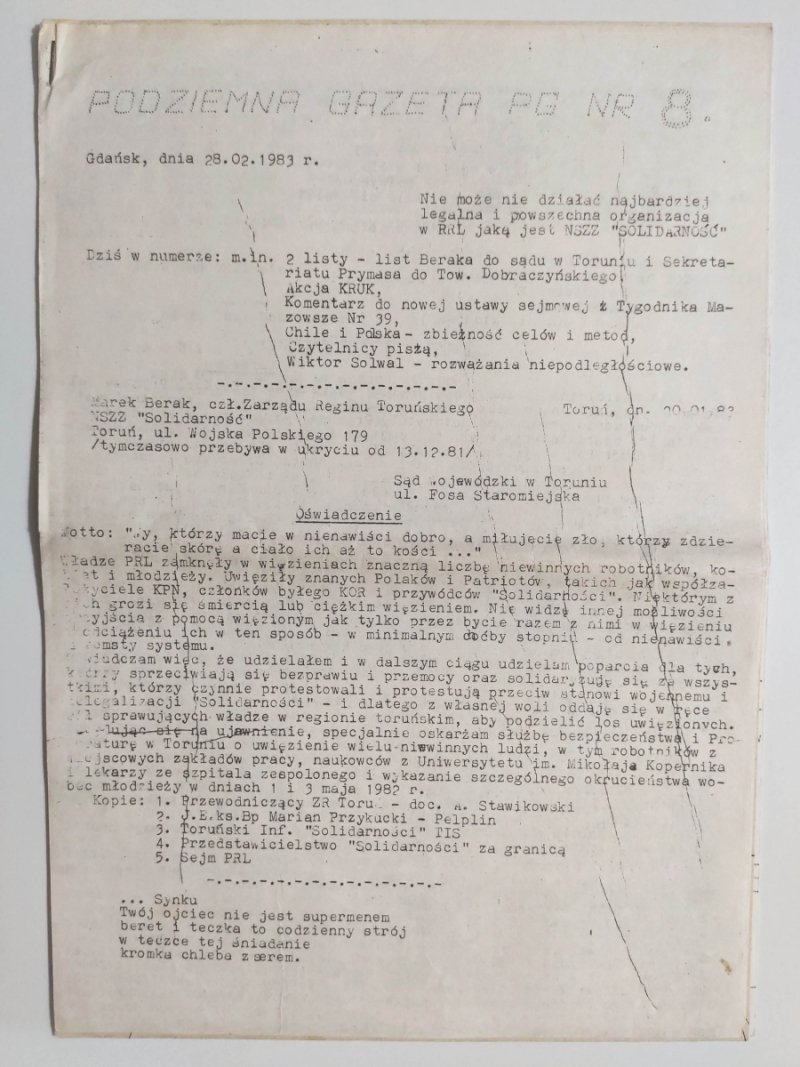 PODZIEMNA GAZETA PG NR 8.
Gdańsk, dnia 28.02.1983 r.
Nie może nie działać najbardziej
legalna i powszechna organizacja
w PRL jaką jest NSZZ "SOLIDARNOŚĆ"
Dziś w numerze: m.in. 2 listy - list Beraka do sądu w Toruniu i Sekreta-
riatu Prymasa do Tow. Dobraczyńskiego
Akcja KRUK,
Komentarz do nowej ustawy sejmowej z Tygodnika Ma-
zowsze Nr 39,
Chile i Polska - zbieżność celów i metod,
Czytelnicy piszą,
Wiktor Solwal - rozważania niepodległościowe.
-.-.-.-.-.-.-.-.-.-.-.-.-.-
Marek Berak, czł.Zarządu Reginu Toruńskiego Toruń, dn.
NSZZ "Solidarność"
Toruń, ul. Wojska Polskiego 179
/tymczasowo przebywa w ukryciu od 13.12.81/
Sąd Wojewódzki w Toruniu
ul. Fosa Staromiejska
Oświadczenie
Motto: "Wy, którzy macie w nienawiści dobro, a miłujecie zło, którzy zdzie-
racie skórę a ciało ich aż to kości ..."
Władze PRL zamknęły w więzieniach znaczną liczbę niewinnych robotników, ko-
biet i młodzieży. Uwięziły znanych Polaków i Patriotów, takich jak współza-
łożyciele KPN, członków byłego KOR i przywódców "Solidarności". Niektórym z
nich grozi się śmiercią lub ciężkim więzieniem. Nie widzę innej możliwości
przyjścia z pomocą więzionym jak tylko przez bycie razem z nimi w więzieniu
i odciążeniu ich w ten sposób - w minimalnym doóby stopniu - od nienawiści
i zemsty systemu.
Oświadczam więc, że udzielałem i w dalszym ciągu udzielam poparcia dla tych,
którzy sprzeciwiają się bezprawiu i przemocy oraz solidaryzuję się ze wszys-
tkimi, którzy czynnie protestowali i protestują przeciw stanowi wojennemu i
delegalizacji "Solidarności" - i dlatego z własnej woli oddaję się w ręce
sił sprawujących władze w regionie toruńskim, aby podzielić los uwięzionych.
się na ujawnienie, specjalnie oskarżam służbę bezpieczeństwa i Pro-
kuraturę w Toruniu o uwięzienie wielu niewinnych ludzi, w tym robotników z
miejscowych zakładów pracy, naukowców z Uniwersytetu im. Mikołaja Kopernika
i lekarzy ze szpitala zespolonego i wykazanie szczególnego okrucieństwa wo-
bec młodzieży w dniach 1 i 3 maja 1982 r.
Kopie: 1. Przewodniczący ZR Toruń - doc. A. Stawikowski
2. J.E.ks.Bp Marian Przykucki - Pelplin
3. Toruński Inf. "Solidarności" TIS
4. Przedstawicielstwo "Solidarności" za granicą
5. Sejm PRL
-.-.-.-.-.-.-.-.-.-.-.-.-.-
... Synku
Twój ojciec nie jest supermenem
beret i teczka to codzienny strój
w teczce tej śniadanie
kromka chleba z serem.